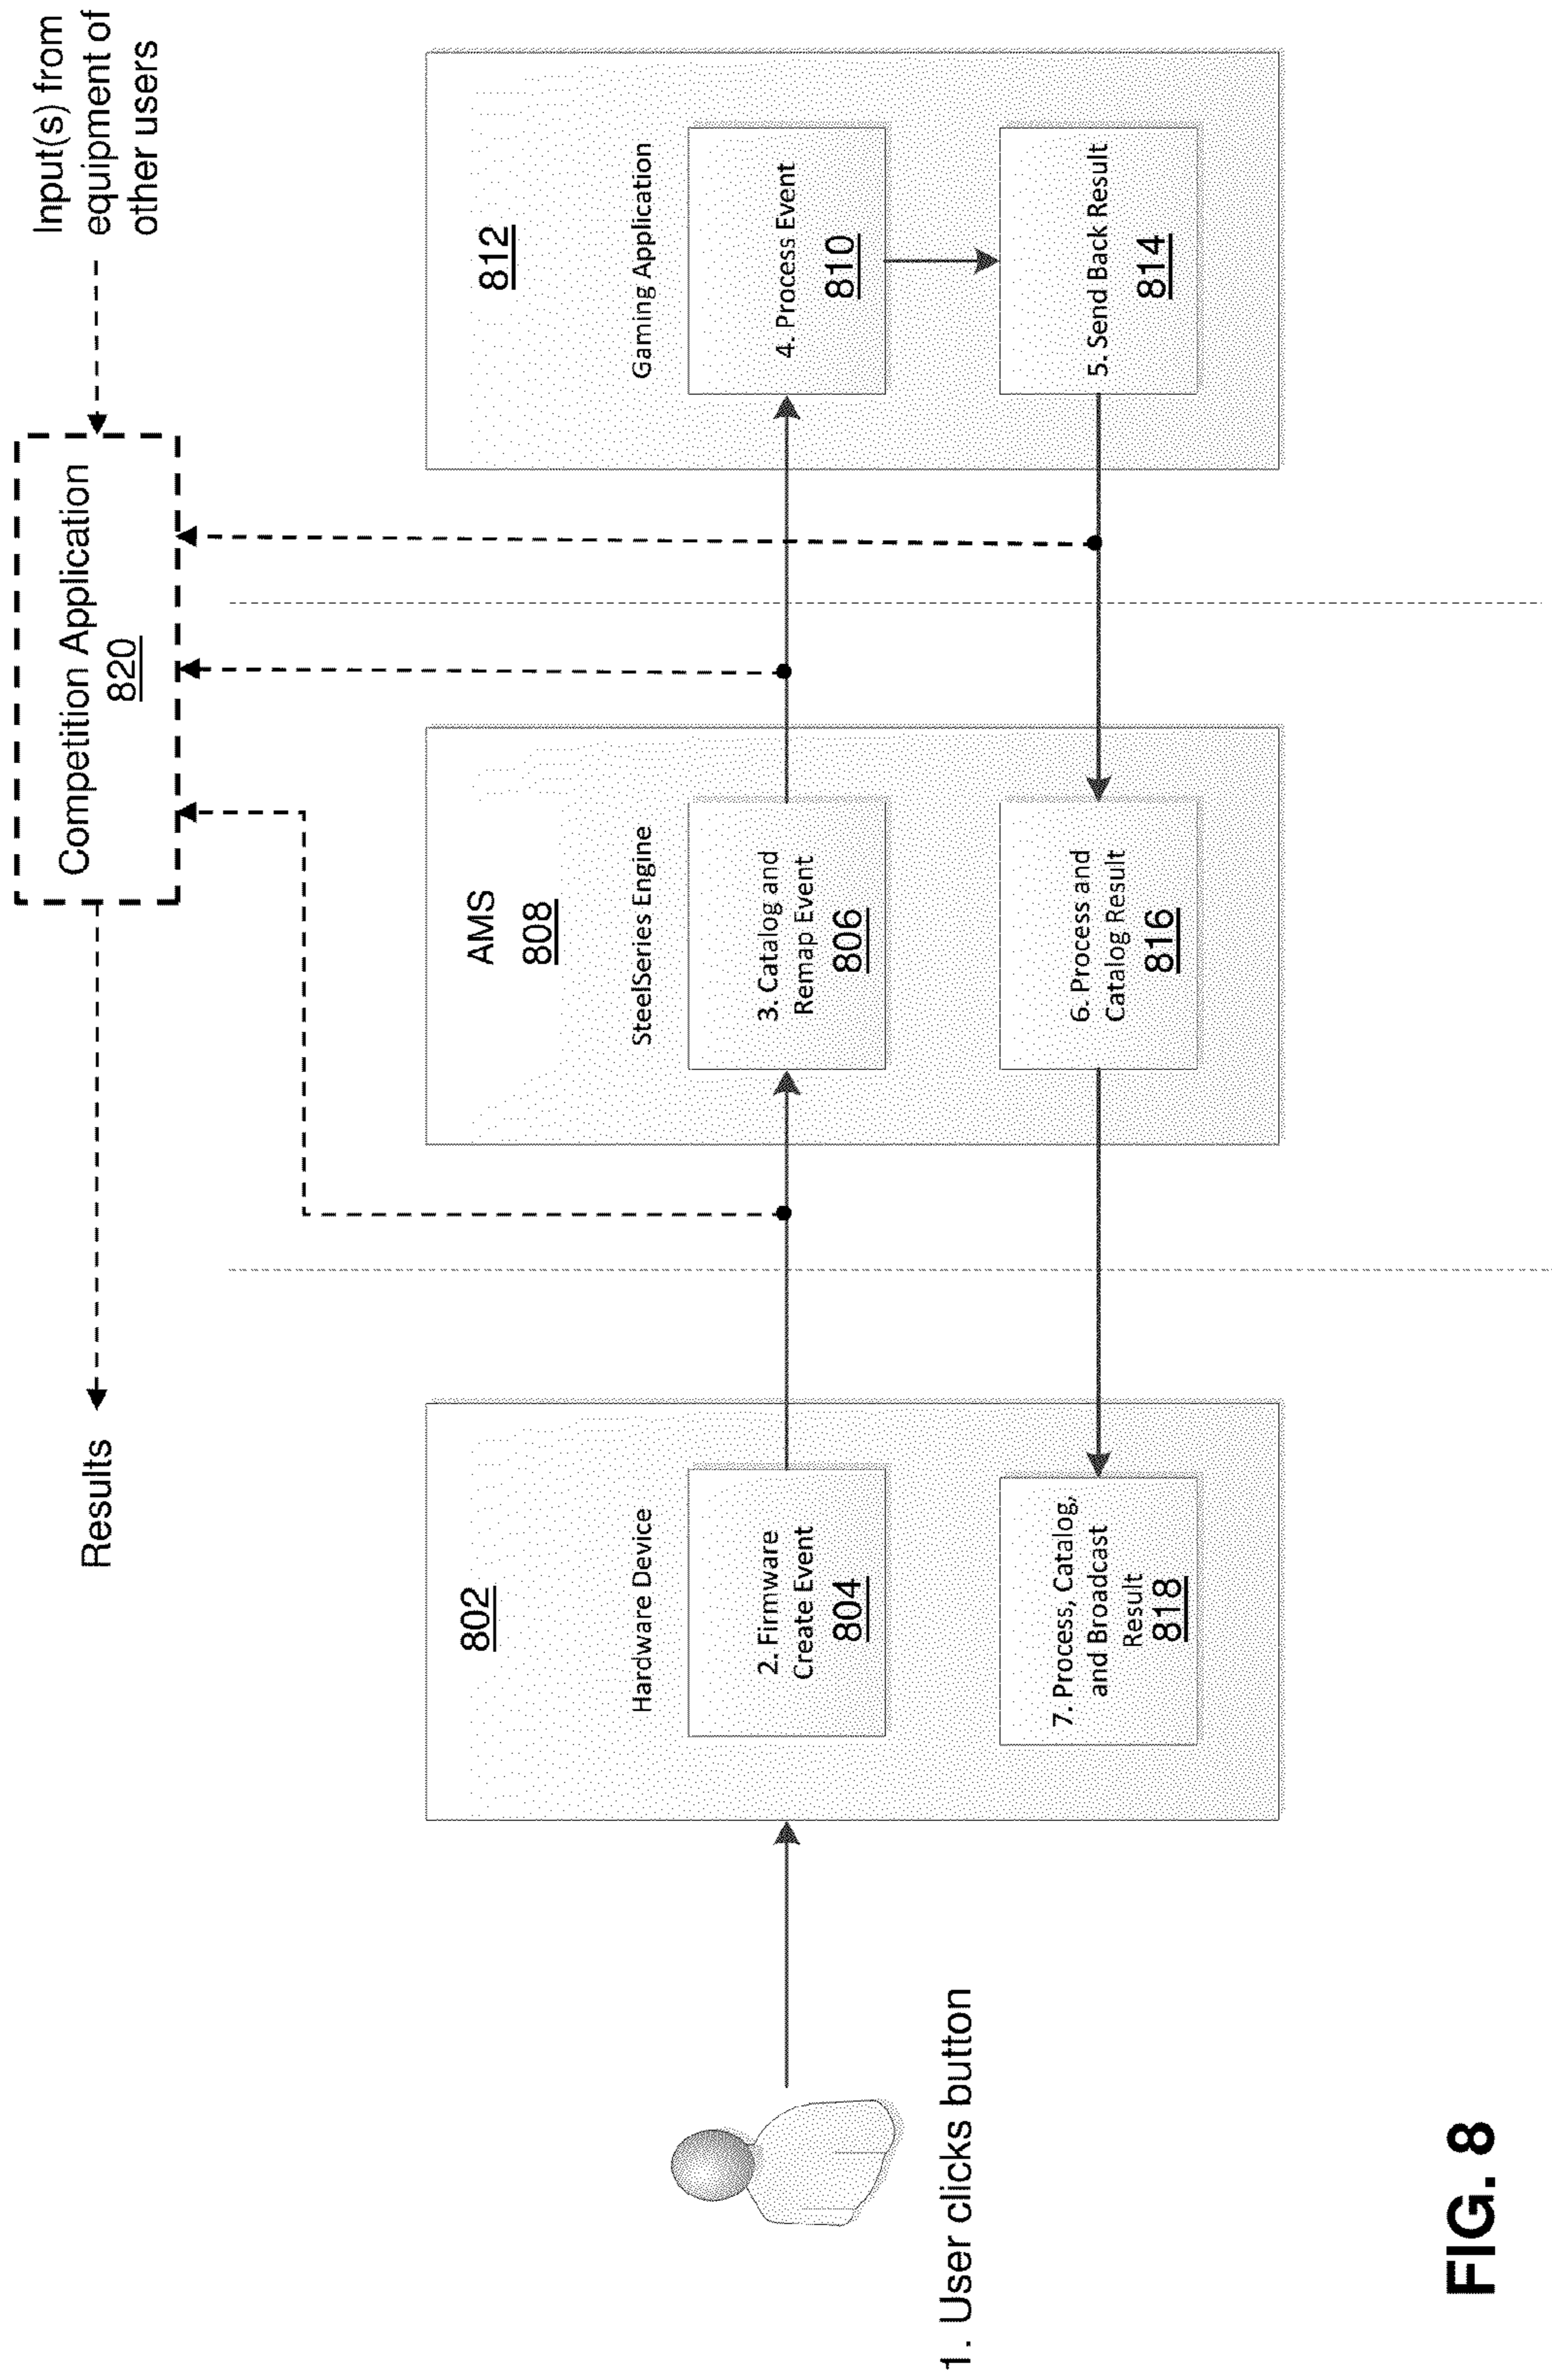 Results
Competition Application
820
Input(s) from
equipment of
other users
802
Hardware Device
2. Firmware
Create Event
804
7. Process, Catalog,
and Broadcast
Result
818
AMS
808
SteelSeries Engine
3. Catalog and
Remap Event
806
6. Process and
Catalog Result
816
812
Gaming Application
4. Process Event
810
5. Send Back Result
814
1. User clicks button
FIG. 8